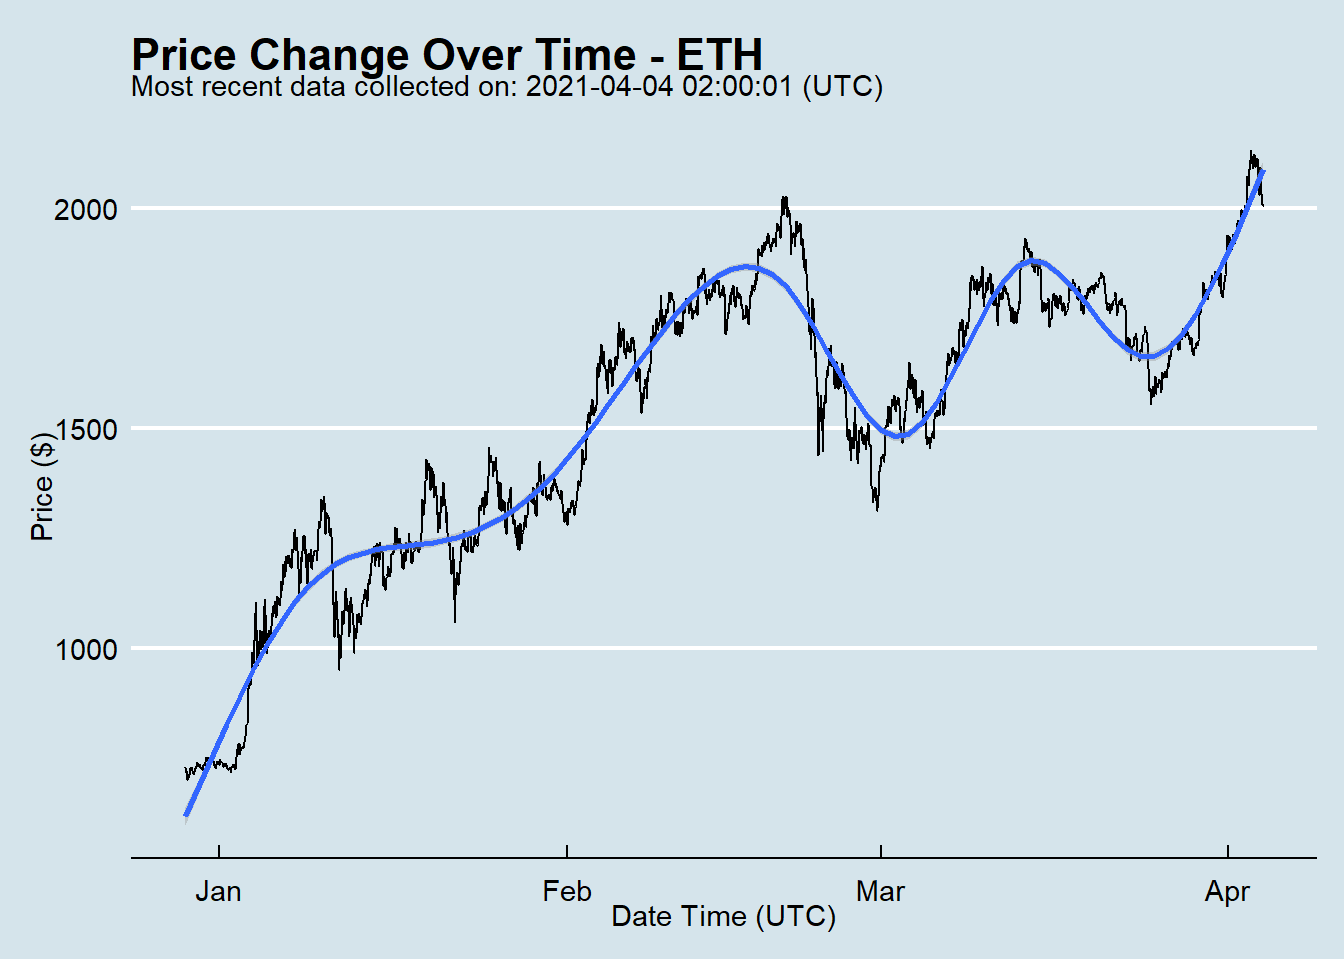 Price Change Over Time - ETH
Most recent data collected on: 2021-04-04 02:00:01 (UTC)
2000
1500
1000
Price ($)
Jan
Feb
Mar
Apr
Date Time (UTC)